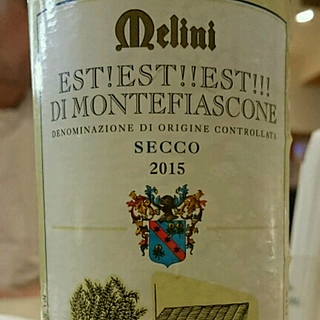 Melini
EST!EST!!EST!!!
DI MONTEFIASCONE
DENOMINAZIONE DI ORIGINE CONTROLLATA
SECCO
2015